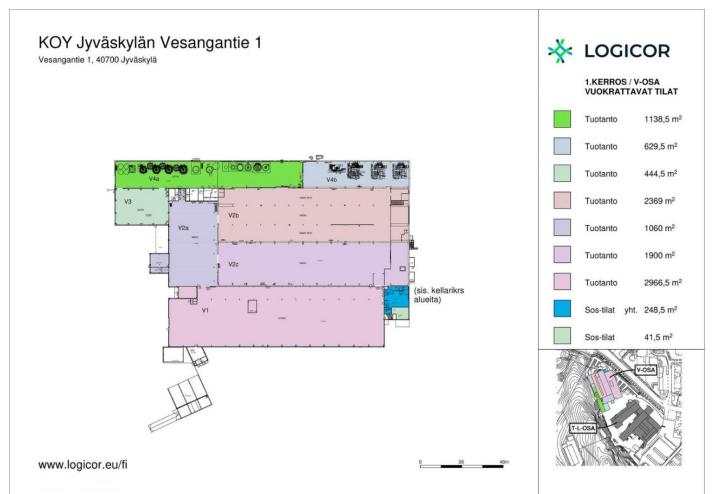 KOY Jyväskylän Vesangantie 1
Vesangantie 1, 40700 Jyväskylä
LOGICOR
1.KERROS / V-OSA
VUOKRATTAVAT TILAT
Tuotanto 1138,5 m²
Tuotanto 629,5 m²
Tuotanto 444,5 m²
Tuotanto 2369 m²
Tuotanto 1060 m²
Tuotanto 1900 m²
Tuotanto 2966,5 m²
Sos-tilat yht. 248,5 m²
Sos-tilat 41,5 m²
V4a
V4b
V3
V2a
V2b
V2c
(sis. kellarikrs
alueita)
V1
V-OSA
T-L-OSA
www.logicor.eu/fi
0 20 40m